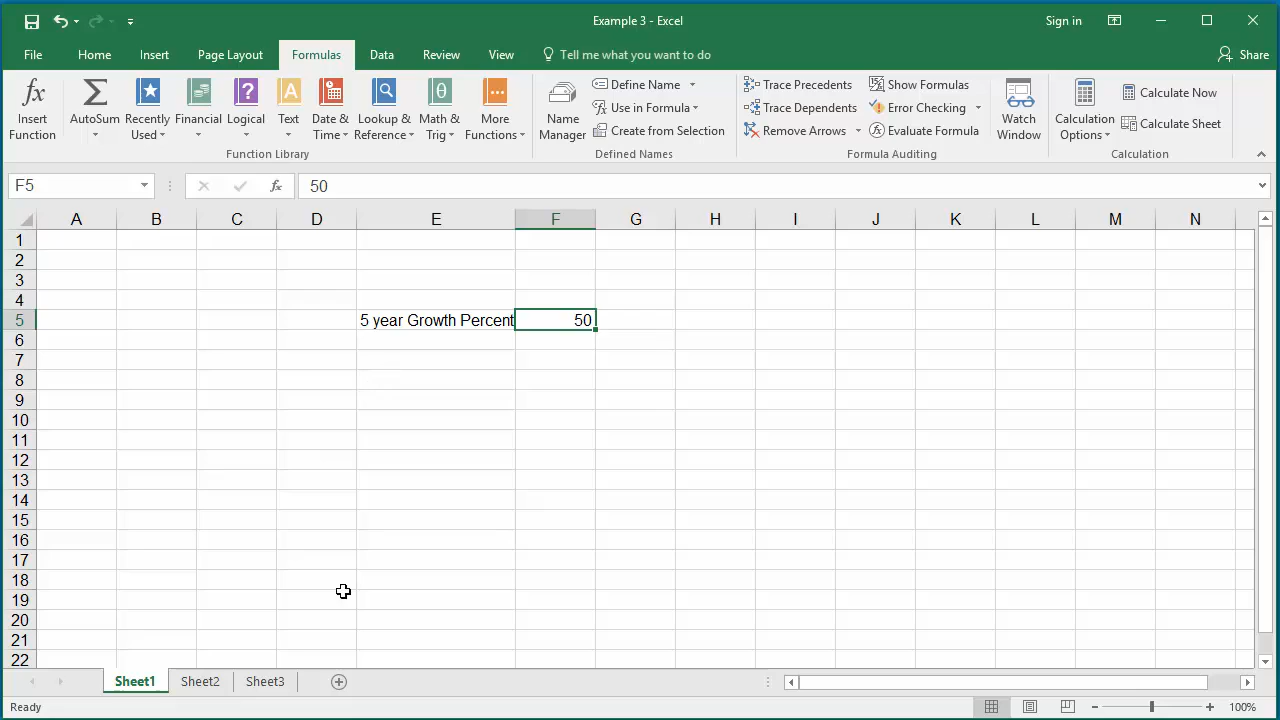 Example 3 - Excel
Sign in
File Home Insert Page Layout Formulas Data Review View Tell me what you want to do Share
fx Σ ? A θ
Insert Function
AutoSum
Recently Used
Financial
Logical
Text
Date & Time
Lookup & Reference
Math & Trig
More Functions
Function Library
Name Manager
Define Name
Use in Formula
Create from Selection
Defined Names
Trace Precedents
Trace Dependents
Remove Arrows
Show Formulas
Error Checking
Evaluate Formula
Formula Auditing
Watch Window
Calculation Options
Calculate Now
Calculate Sheet
Calculation
F5 fx 50
A B C D E F G H I J K L M N
1
2
3
4
5 5 year Growth Percent 50
6
7
8
9
10
11
12
13
14
15
16
17
18
19
20
21
22
Sheet1 Sheet2 Sheet3
Ready 100%